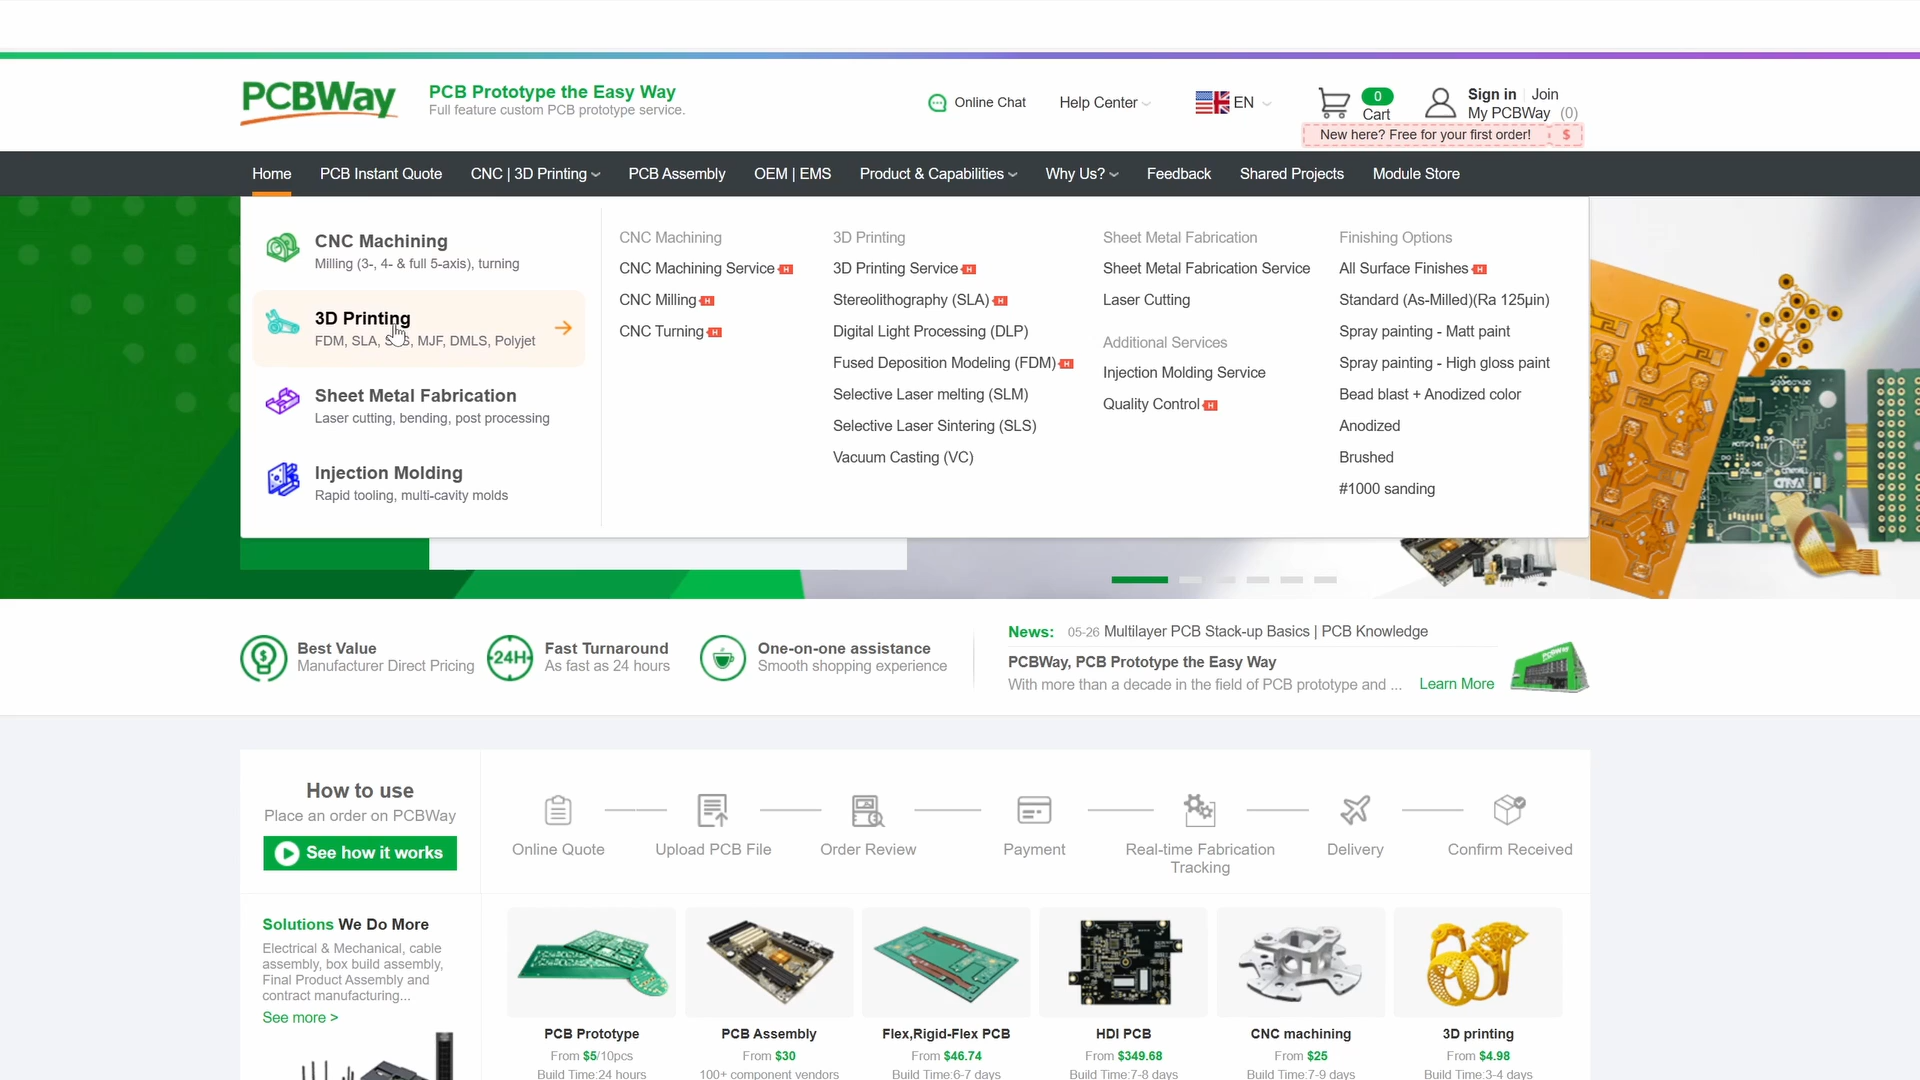 PCBWay
PCB Prototype the Easy Way
Full feature custom PCB prototype service.
Online Chat
Help Center
EN
0
Cart
Sign in
Join
My PCBWay (0)
New here? Free for your first order! $
Home
PCB Instant Quote
CNC | 3D Printing
PCB Assembly
OEM | EMS
Product & Capabilities
Why Us?
Feedback
Shared Projects
Module Store
CNC Machining
Milling (3-, 4- & full 5-axis), turning
3D Printing
FDM, SLA, MJF, DMLS, Polyjet
Sheet Metal Fabrication
Laser cutting, bending, post processing
Injection Molding
Rapid tooling, multi-cavity molds
CNC Machining
CNC Machining Service H
CNC Milling H
CNC Turning H
3D Printing
3D Printing Service H
Stereolithography (SLA) H
Digital Light Processing (DLP)
Fused Deposition Modeling (FDM) H
Selective Laser melting (SLM)
Selective Laser Sintering (SLS)
Vacuum Casting (VC)
Sheet Metal Fabrication
Sheet Metal Fabrication Service
Laser Cutting
Additional Services
Injection Molding Service
Quality Control H
Finishing Options
All Surface Finishes H
Standard (As-Milled)(Ra 125µin)
Spray painting - Matt paint
Spray painting - High gloss paint
Bead blast + Anodized color
Anodized
Brushed
#1000 sanding
Best Value
Manufacturer Direct Pricing
24H
Fast Turnaround
As fast as 24 hours
One-on-one assistance
Smooth shopping experience
News: 05-26 Multilayer PCB Stack-up Basics | PCB Knowledge
PCBWay, PCB Prototype the Easy Way
With more than a decade in the field of PCB prototype and ... Learn More
How to use
Place an order on PCBWay
See how it works
Online Quote
Upload PCB File
Order Review
Payment
Real-time Fabrication
Tracking
Delivery
Confirm Received
Solutions We Do More
Electrical & Mechanical, cable
assembly, box build assembly,
Final Product Assembly and
contract manufacturing...
See more >
PCB Prototype
From $5/10pcs
Build Time:24 hours
PCB Assembly
From $30
100+ component vendors
Flex,Rigid-Flex PCB
From $46.74
Build Time:6-7 days
HDI PCB
From $349.68
Build Time:7-8 days
CNC machining
From $25
Build Time:7-9 days
3D printing
From $4.98
Build Time:3-4 days